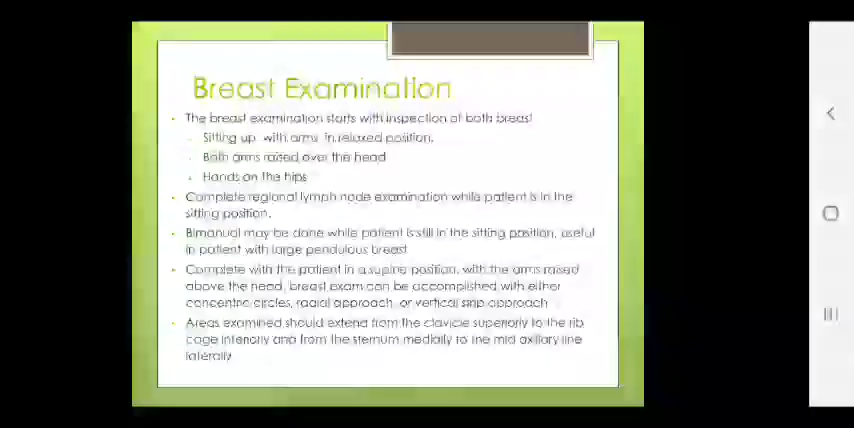 Breast Examination
The breast examination starts with inspection of both breast
Sitting up with arms in relaxed position.
Both arms raised over the head
Hands on the hips
Complete regional lymph node examination while patient is in the
sitting position.
Bimanual may be done while patient is still in the sitting position, useful
in patient with large pendulous breast
Complete with the patient in a supine position, with the arms raised
above the head, breast exam can be accomplished with either
concentric circles, radial approach, or vertical strip approach
Areas examined should extend from the clavicle superiorly to the rib
cage inferiorly and from the sternum medially to the mid axillary line
laterally